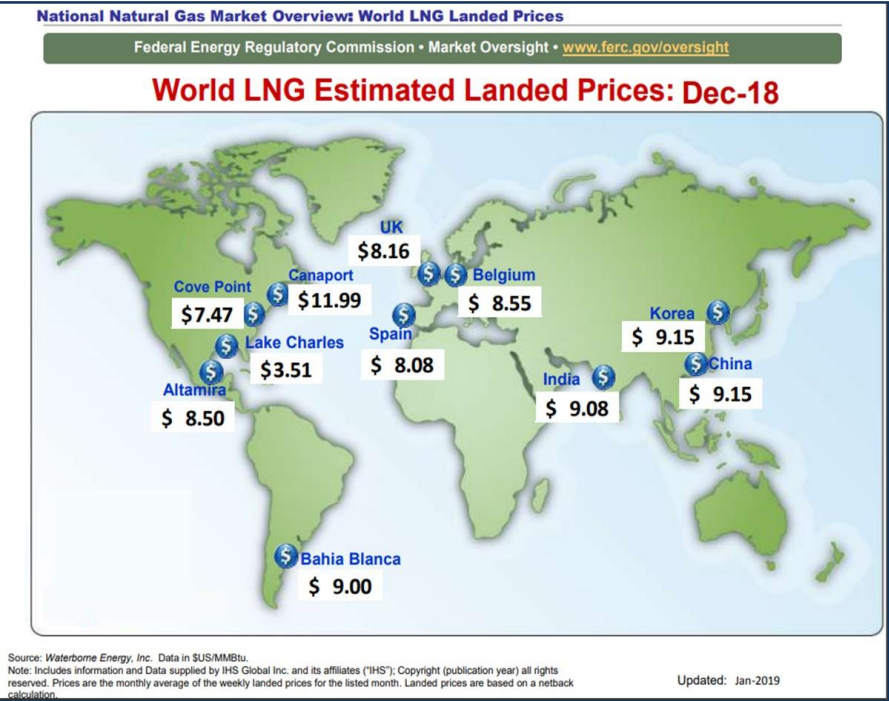 National Natural Gas Market Overview: World LNG Landed Prices
Federal Energy Regulatory Commission • Market Oversight • www.ferc.gov/oversight
World LNG Estimated Landed Prices: Dec-18
UK
$8.16
Belgium
$ 8.55
Canaport
$11.99
Cove Point
$7.47
Spain
$ 8.08
Lake Charles
$3.51
Altamira
$ 8.50
Korea
$ 9.15
China
$ 9.15
India
$ 9.08
Bahia Blanca
$ 9.00
Source: Waterborne Energy, Inc. Data in $US/MMBtu.
Note: Includes information and Data supplied by IHS Global Inc. and its affiliates ("IHS"); Copyright (publication year) all rights
reserved. Prices are the monthly average of the weekly landed prices for the listed month. Landed prices are based on a netback
calculation.
Updated: Jan-2019